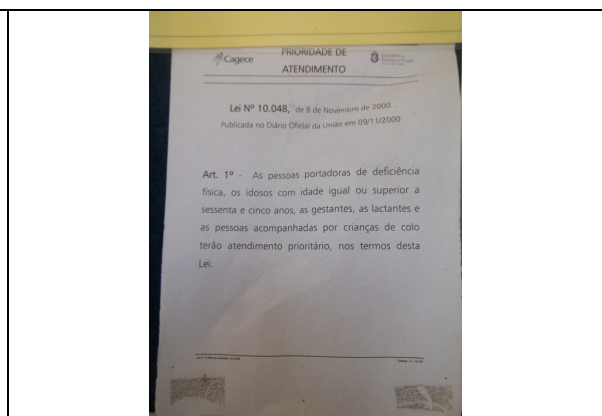 Cagece
PRIORIDADE DE
ATENDIMENTO
Lei Nº 10.048, de 8 de Novembro de 2000
Publicada no Diário Oficial da União em 09/11/2000
Art. 1º - As pessoas portadoras de deficiência
física, os idosos com idade igual ou superior a
sessenta e cinco anos, as gestantes, as lactantes e
as pessoas acompanhadas por crianças de colo
terão atendimento prioritário, nos termos desta
Lei.